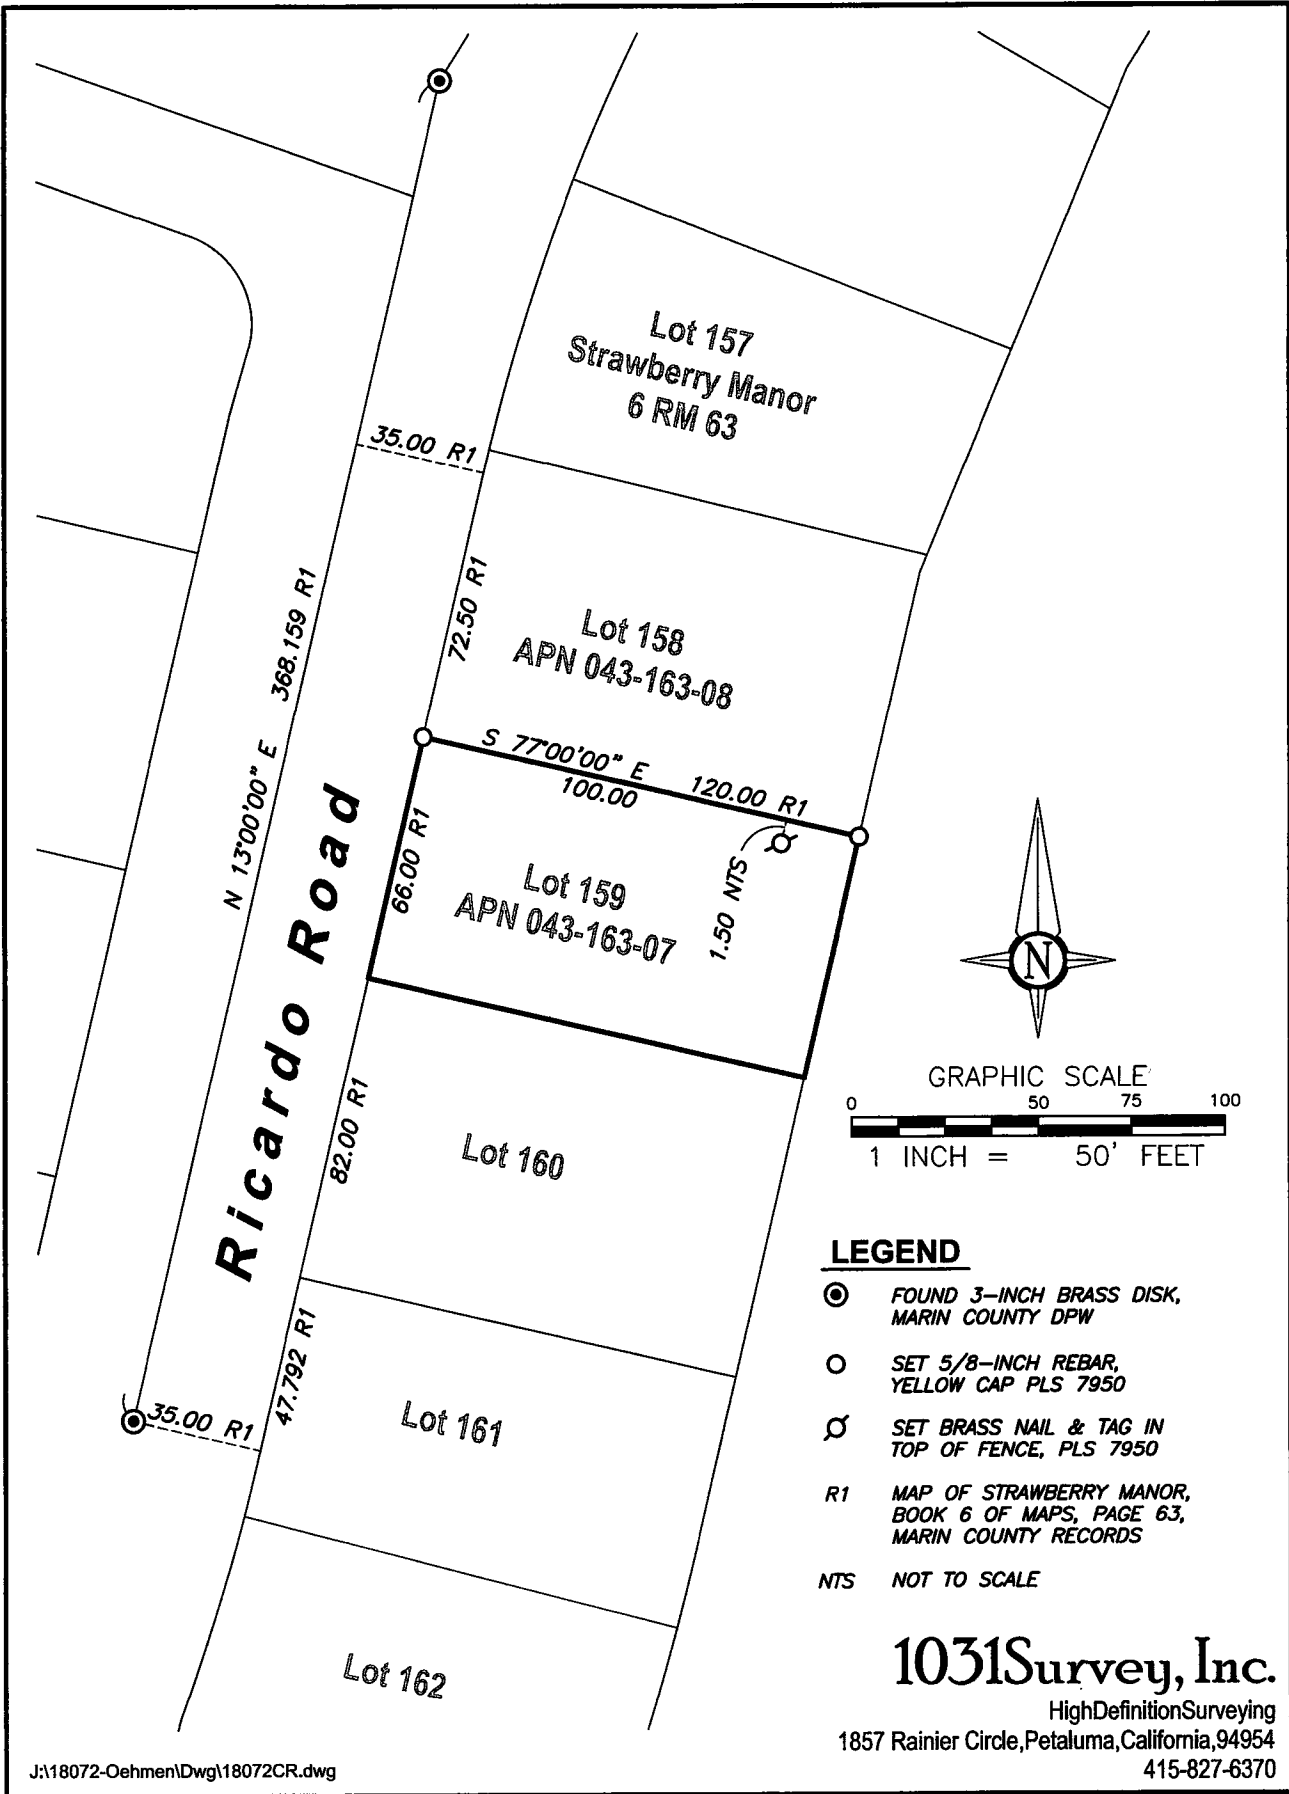 Lot 157
Strawberry Manor
6 RM 63
35.00 R1
72.50 R1
N 13°00'00" E 368.159 R1
Lot 158
APN 043-163-08
S 77°00'00" E 120.00 R1
100.00
66.00 R1
1.50 NTS
Lot 159
APN 043-163-07
Ricardo Road
N
GRAPHIC SCALE
0 50 75 100
1 INCH = 50' FEET
82.00 R1
Lot 160
47.792 R1
35.00 R1
Lot 161
Lot 162
LEGEND
FOUND 3-INCH BRASS DISK,
MARIN COUNTY DPW
SET 5/8-INCH REBAR,
YELLOW CAP PLS 7950
SET BRASS NAIL & TAG IN
TOP OF FENCE, PLS 7950
R1 MAP OF STRAWBERRY MANOR,
BOOK 6 OF MAPS, PAGE 63,
MARIN COUNTY RECORDS
NTS NOT TO SCALE
1031Survey, Inc.
HighDefinitionSurveying
1857 Rainier Circle,Petaluma,California,94954
415-827-6370
J:\18072-Oehmen\Dwg\18072CR.dwg